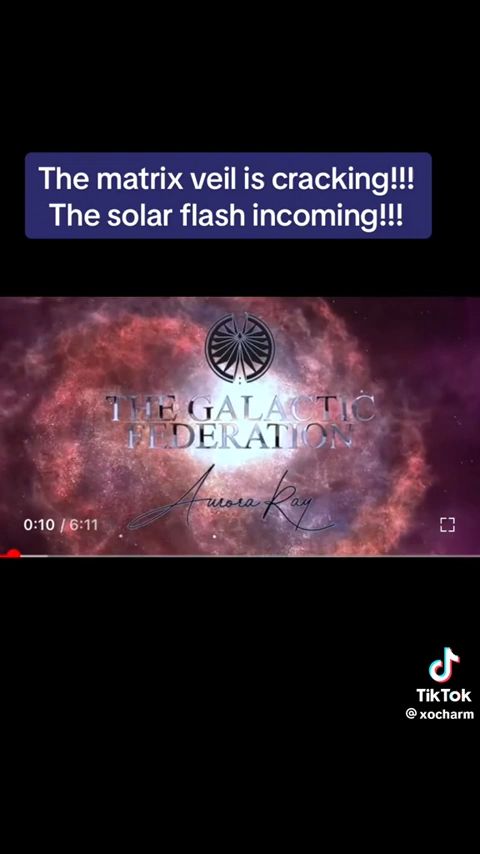 The matrix veil is cracking!!!
The solar flash incoming!!!
THE GALACTIC
FEDERATION
Aurora Ray
0:10 / 6:11
TikTok
@xocharm